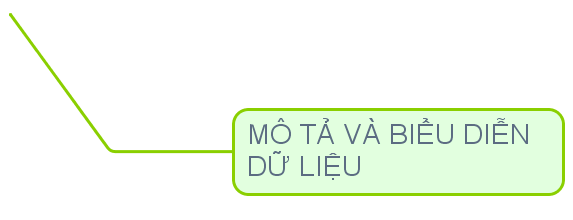 MÔ TẢ VÀ BIỂU DIỄN
DỮ LIỆU